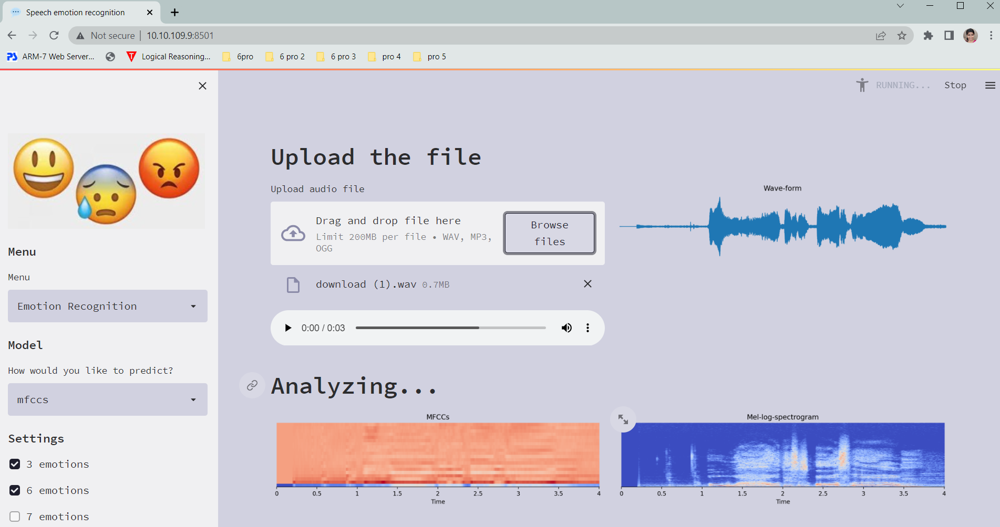 Speech emotion recognition
Not secure | 10.10.109.9:8501
ARM-7 Web Server... Logical Reasoning... 6pro 6 pro 2 6 pro 3 pro 4 pro 5
RUNNING... Stop
Menu
Menu
Emotion Recognition
Model
How would you like to predict?
mfccs
Settings
3 emotions
6 emotions
7 emotions
Upload the file
Upload audio file
Drag and drop file here
Limit 200MB per file • WAV, MP3,
OGG
Browse
files
download (1).wav 0.7MB
0:00 / 0:03
Wave-form
Analyzing...
MFCCs
0 0.5 1 1.5 2 2.5 3 3.5 4
Time
Mel-log-spectrogram
0 0.5 1 1.5 2 2.5 3 3.5 4
Time